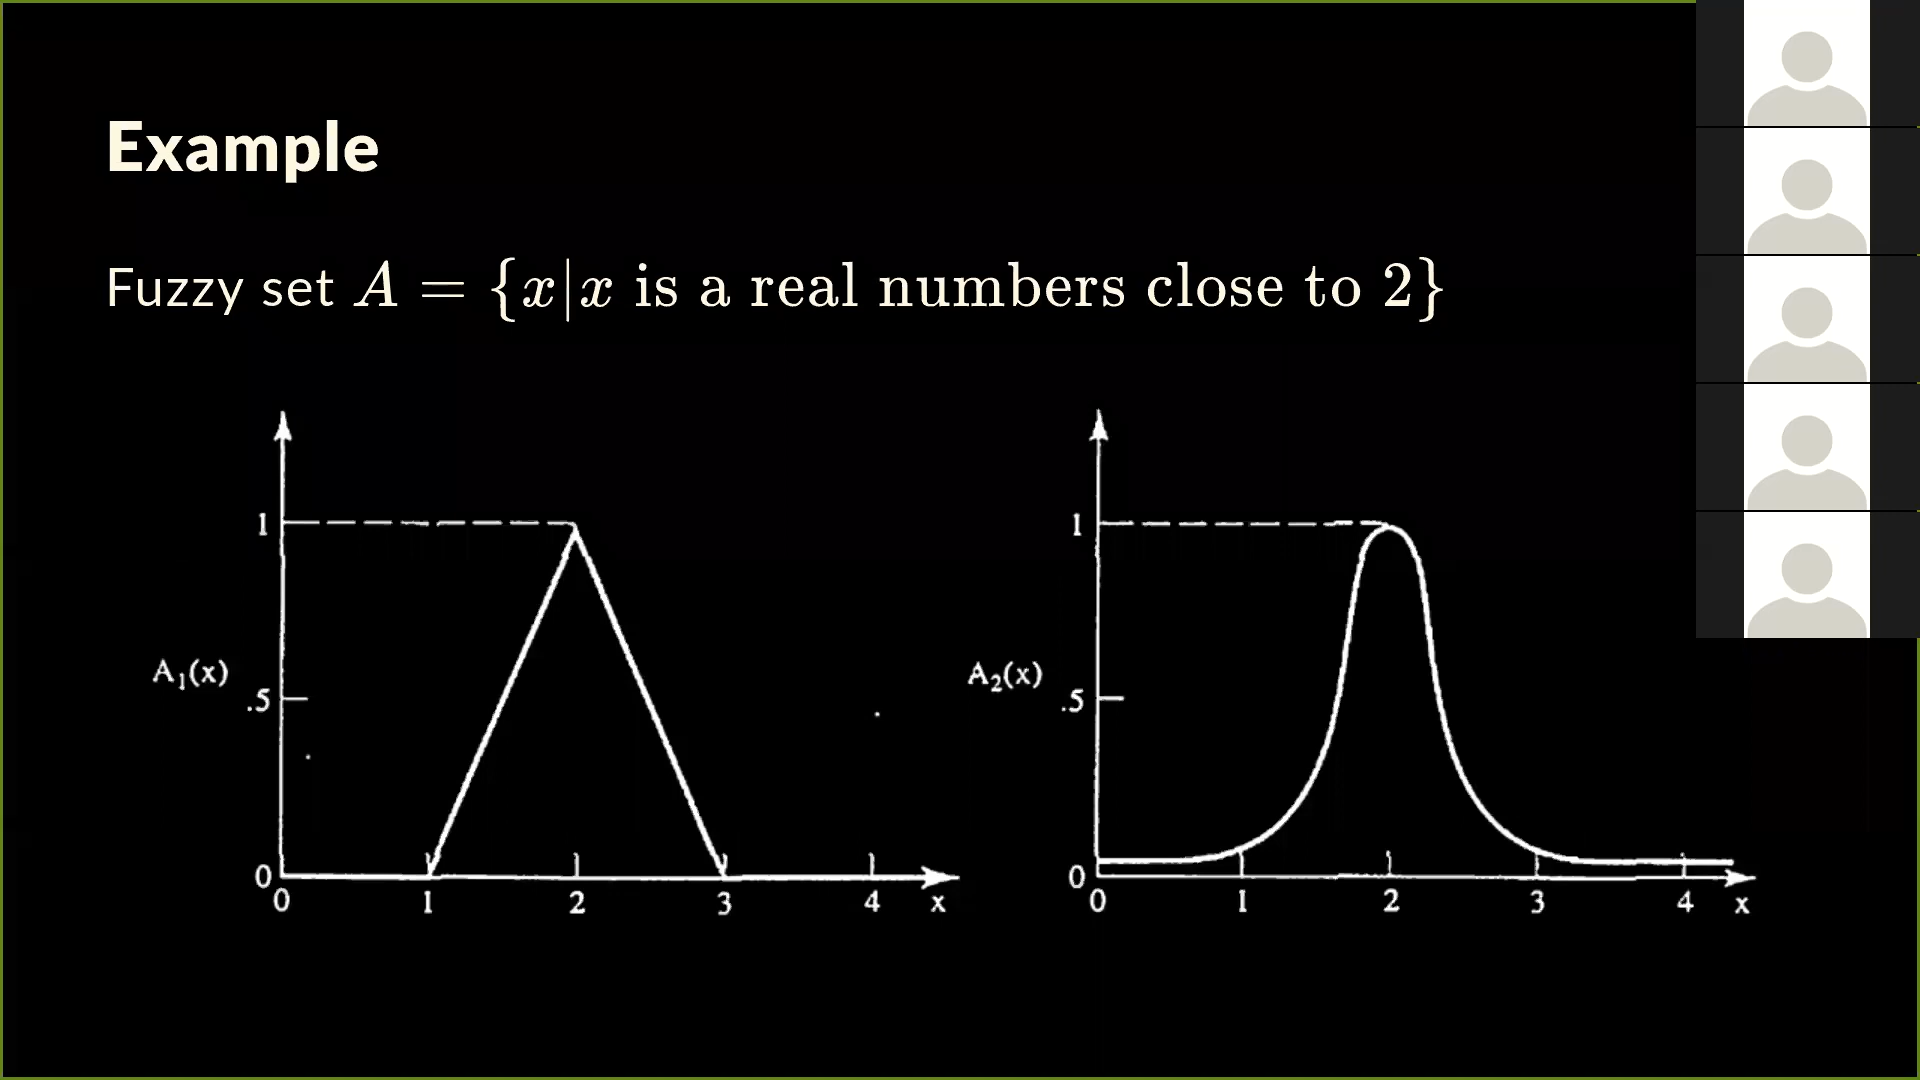 Example
Fuzzy set A = {x|x is a real numbers close to 2}
1
A₁(x)
.5
0
0 1 2 3 4 x
1
A₂(x)
.5
0
0 1 2 3 4 x